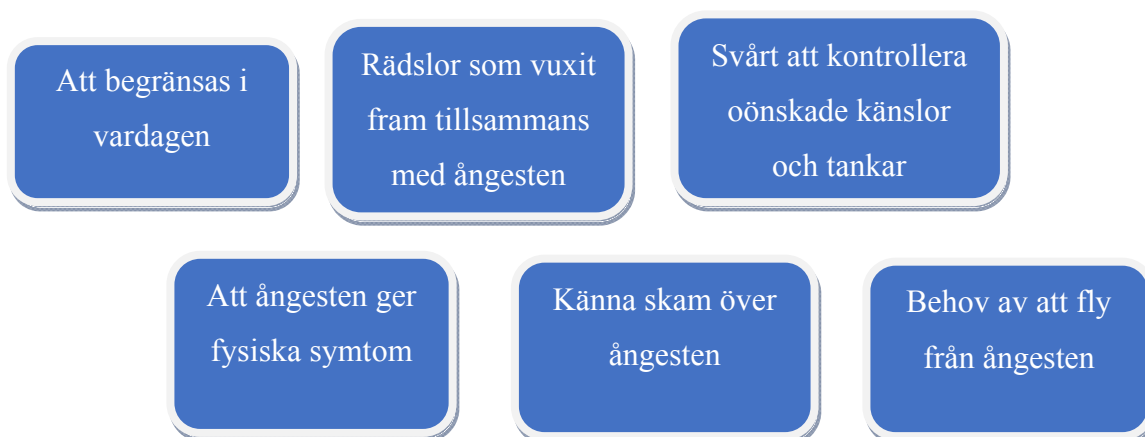 Att begränsas i
vardagen
Rädslor som vuxit
fram tillsammans
med ångesten
Svårt att kontrollera
oönskade känslor
och tankar
Att ångesten ger
fysiska symtom
Känna skam över
ångesten
Behov av att fly
från ångesten